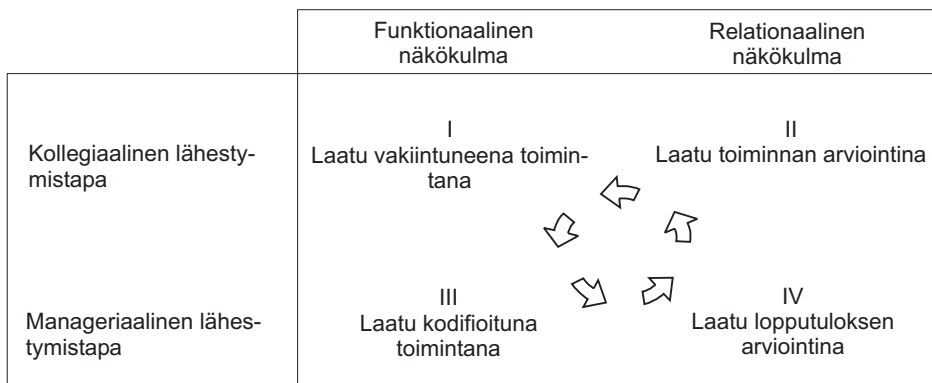 Funktionaalinen
näkökulma
Relationaalinen
näkökulma
Kollegiaalinen lähesty-
mistapa
I
Laatu vakiintuneena toimin-
tana
II
Laatu toiminnan arviointina
Manageriaalinen lähes-
tymistapa
III
Laatu kodifioituna
toimintana
IV
Laatu lopputuloksen
arviointina